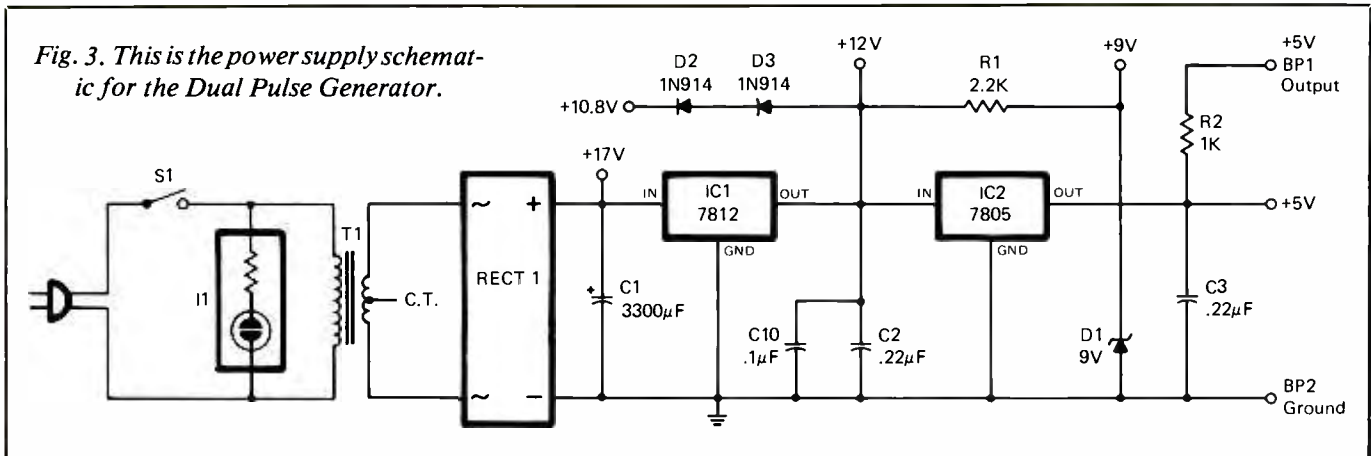 Fig. 3. This is the power supply schemat-
ic for the Dual Pulse Generator.
D2
1N914
D3
1N914
+12V
R1
2.2K
+9V
+5V
BP1
Output
+10.8V
R2
1K
+17V
S1
IN
IC1
7812
OUT
GND
IN
IC2
7805
OUT
GND
+5V
T1
I1
C.T.
~
+
RECT 1
~
−
+
C1
3300µF
C10
.1µF
C2
.22µF
D1
9V
C3
.22µF
BP2
Ground